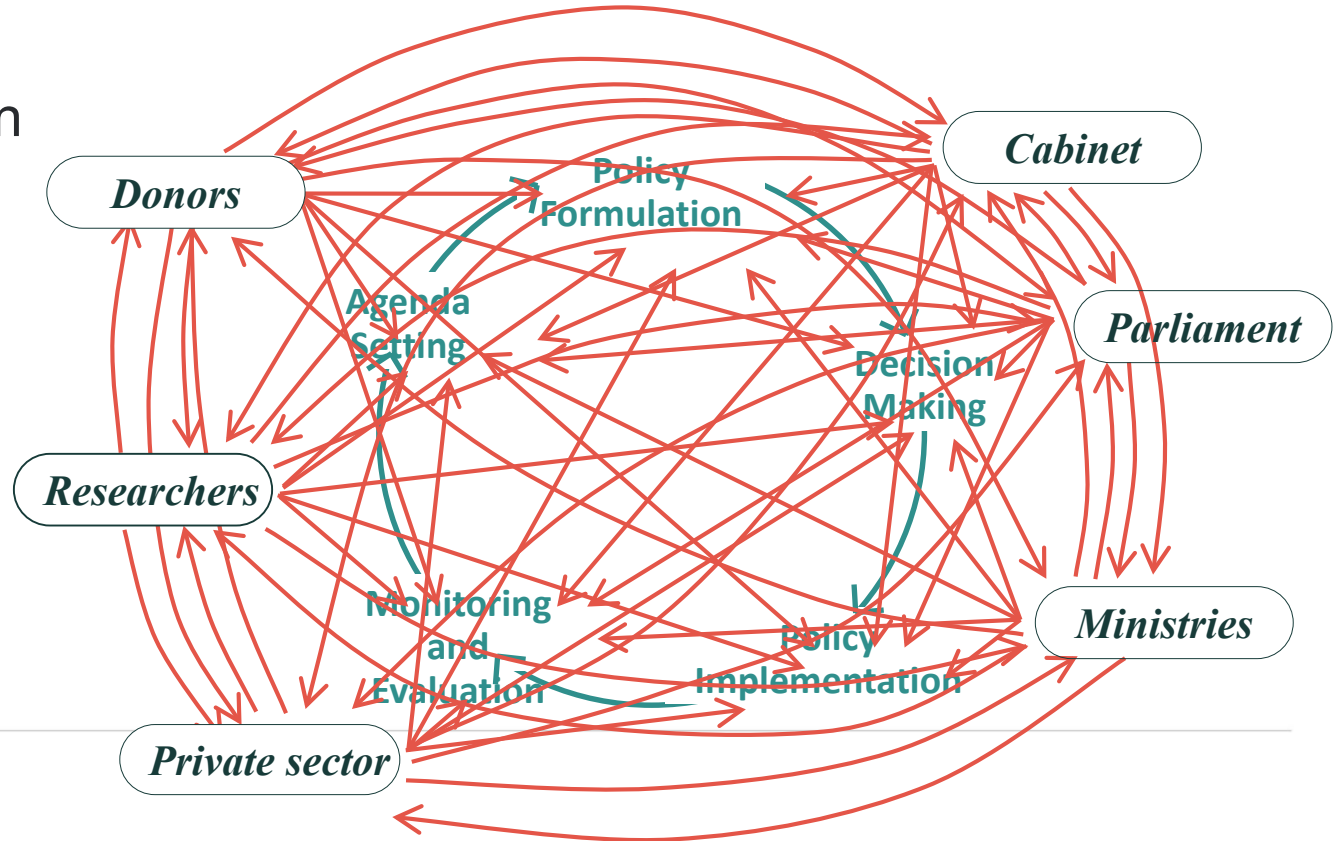 n
Cabinet
Donors
Policy
Formulation
Agenda
Setting
Parliament
Decision
Making
Researchers
Monitoring
and
Evaluation
Policy
Implementation
Ministries
Private sector